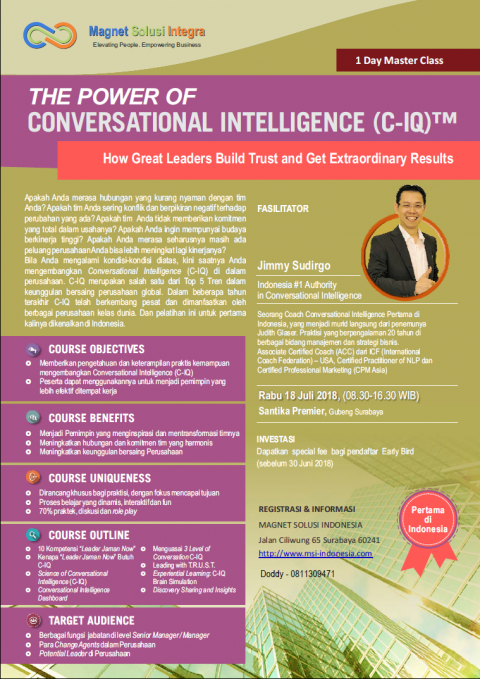 Magnet Solusi Integra
Elevating People. Empowering Business
1 Day Master Class
THE POWER OF
CONVERSATIONAL INTELLIGENCE (C-IQ)™
How Great Leaders Build Trust and Get Extraordinary Results
Apakah Anda merasa hubungan yang kurang nyaman dengan tim
Anda? Apakah tim Anda sering konflik dan berpikiran negatif terhadap
perubahan yang ada? Apakah tim Anda tidak memberikan komitmen
yang total dalam usahanya? Apakah Anda ingin mempunyai budaya
berkinerja tinggi? Apakah Anda merasa seharusnya masih ada
peluang perusahaan Anda bisa lebih meningkat lagi kinerjanya?
Bila Anda mengalami kondisi-kondisi diatas, kini saatnya Anda
mengembangkan Conversational Intelligence (C-IQ) di dalam
perusahaan. C-IQ merupakan salah satu dari Top 5 Tren dalam
keunggulan bersaing perusahaan global. Dalam beberapa tahun
terakhir C-IQ telah berkembang pesat dan dimanfaatkan oleh
berbagai perusahaan kelas dunia. Dan pelatihan ini untuk pertama
kalinya dikenalkan di Indonesia.
COURSE OBJECTIVES
Memberikan pengetahuan dan keterampilan praktis kemampuan
mengembangkan Conversational Intelligence (C-IQ)
Peserta dapat menggunakannya untuk menjadi pemimpin yang
lebih efektif ditempat kerja
COURSE BENEFITS
Menjadi Pemimpin yang menginspirasi dan mentransformasi timnya
Meningkatkan hubungan dan komitmen tim yang harmonis
Meningkatkan keunggulan bersaing Perusahaan
COURSE UNIQUENESS
Dirancang khusus bagi praktisi, dengan fokus mencapai tujuan
Proses belajar yang dinamis, interaktif dan fun
70% praktek, diskusi dan role play
COURSE OUTLINE
10 Kompetensi "Leader Jaman Now"
Kenapa "Leader Jaman New" Butuh
C-IQ
Science of Conversational
Intelligence (C-IQ)
Conversational Intelligence
Dashboard
Menguasai 3 Level of
Conversation C-IQ
Leading with T.R.U.S.T.
Experiential Learning: C-IQ
Brain Simulation
Discovery Sharing and Insights
TARGET AUDIENCE
Berbagai fungsi jabatan di level Senior Manager / Manager
Para Change Agents dalam Perusahaan
Potential Leader di Perusahaan
FASILITATOR
Jimmy Sudirgo
Indonesia #1 Authority
in Conversational Intelligence
Seorang Coach Conversational Intelligence Pertama di
Indonesia, yang menjadi murid langsung dari penemunya
Judith Glaser. Praktisi yang berpengalaman 20 tahun di
berbagai bidang manajemen dan strategi bisnis.
Associate Certified Coach (ACC) dari ICF (International
Coach Federation) – USA, Certified Practitioner of NLP dan
Certified Professional Marketing (CPM Asia)
Rabu 18 Juli 2018, (08.30-16.30 WIB)
Santika Premier, Gubeng Surabaya
INVESTASI
Dapatkan special fee bagi pendaftar Early Bird
(sebelum 30 Juni 2018)
REGISTRASI & INFORMASI
MAGNET SOLUSI INDONESIA
Jalan Ciliwung 65 Surabaya 60241
http://www.msi-indonesia.com
Doddy - 0811309471
Pertama
di
Indonesia